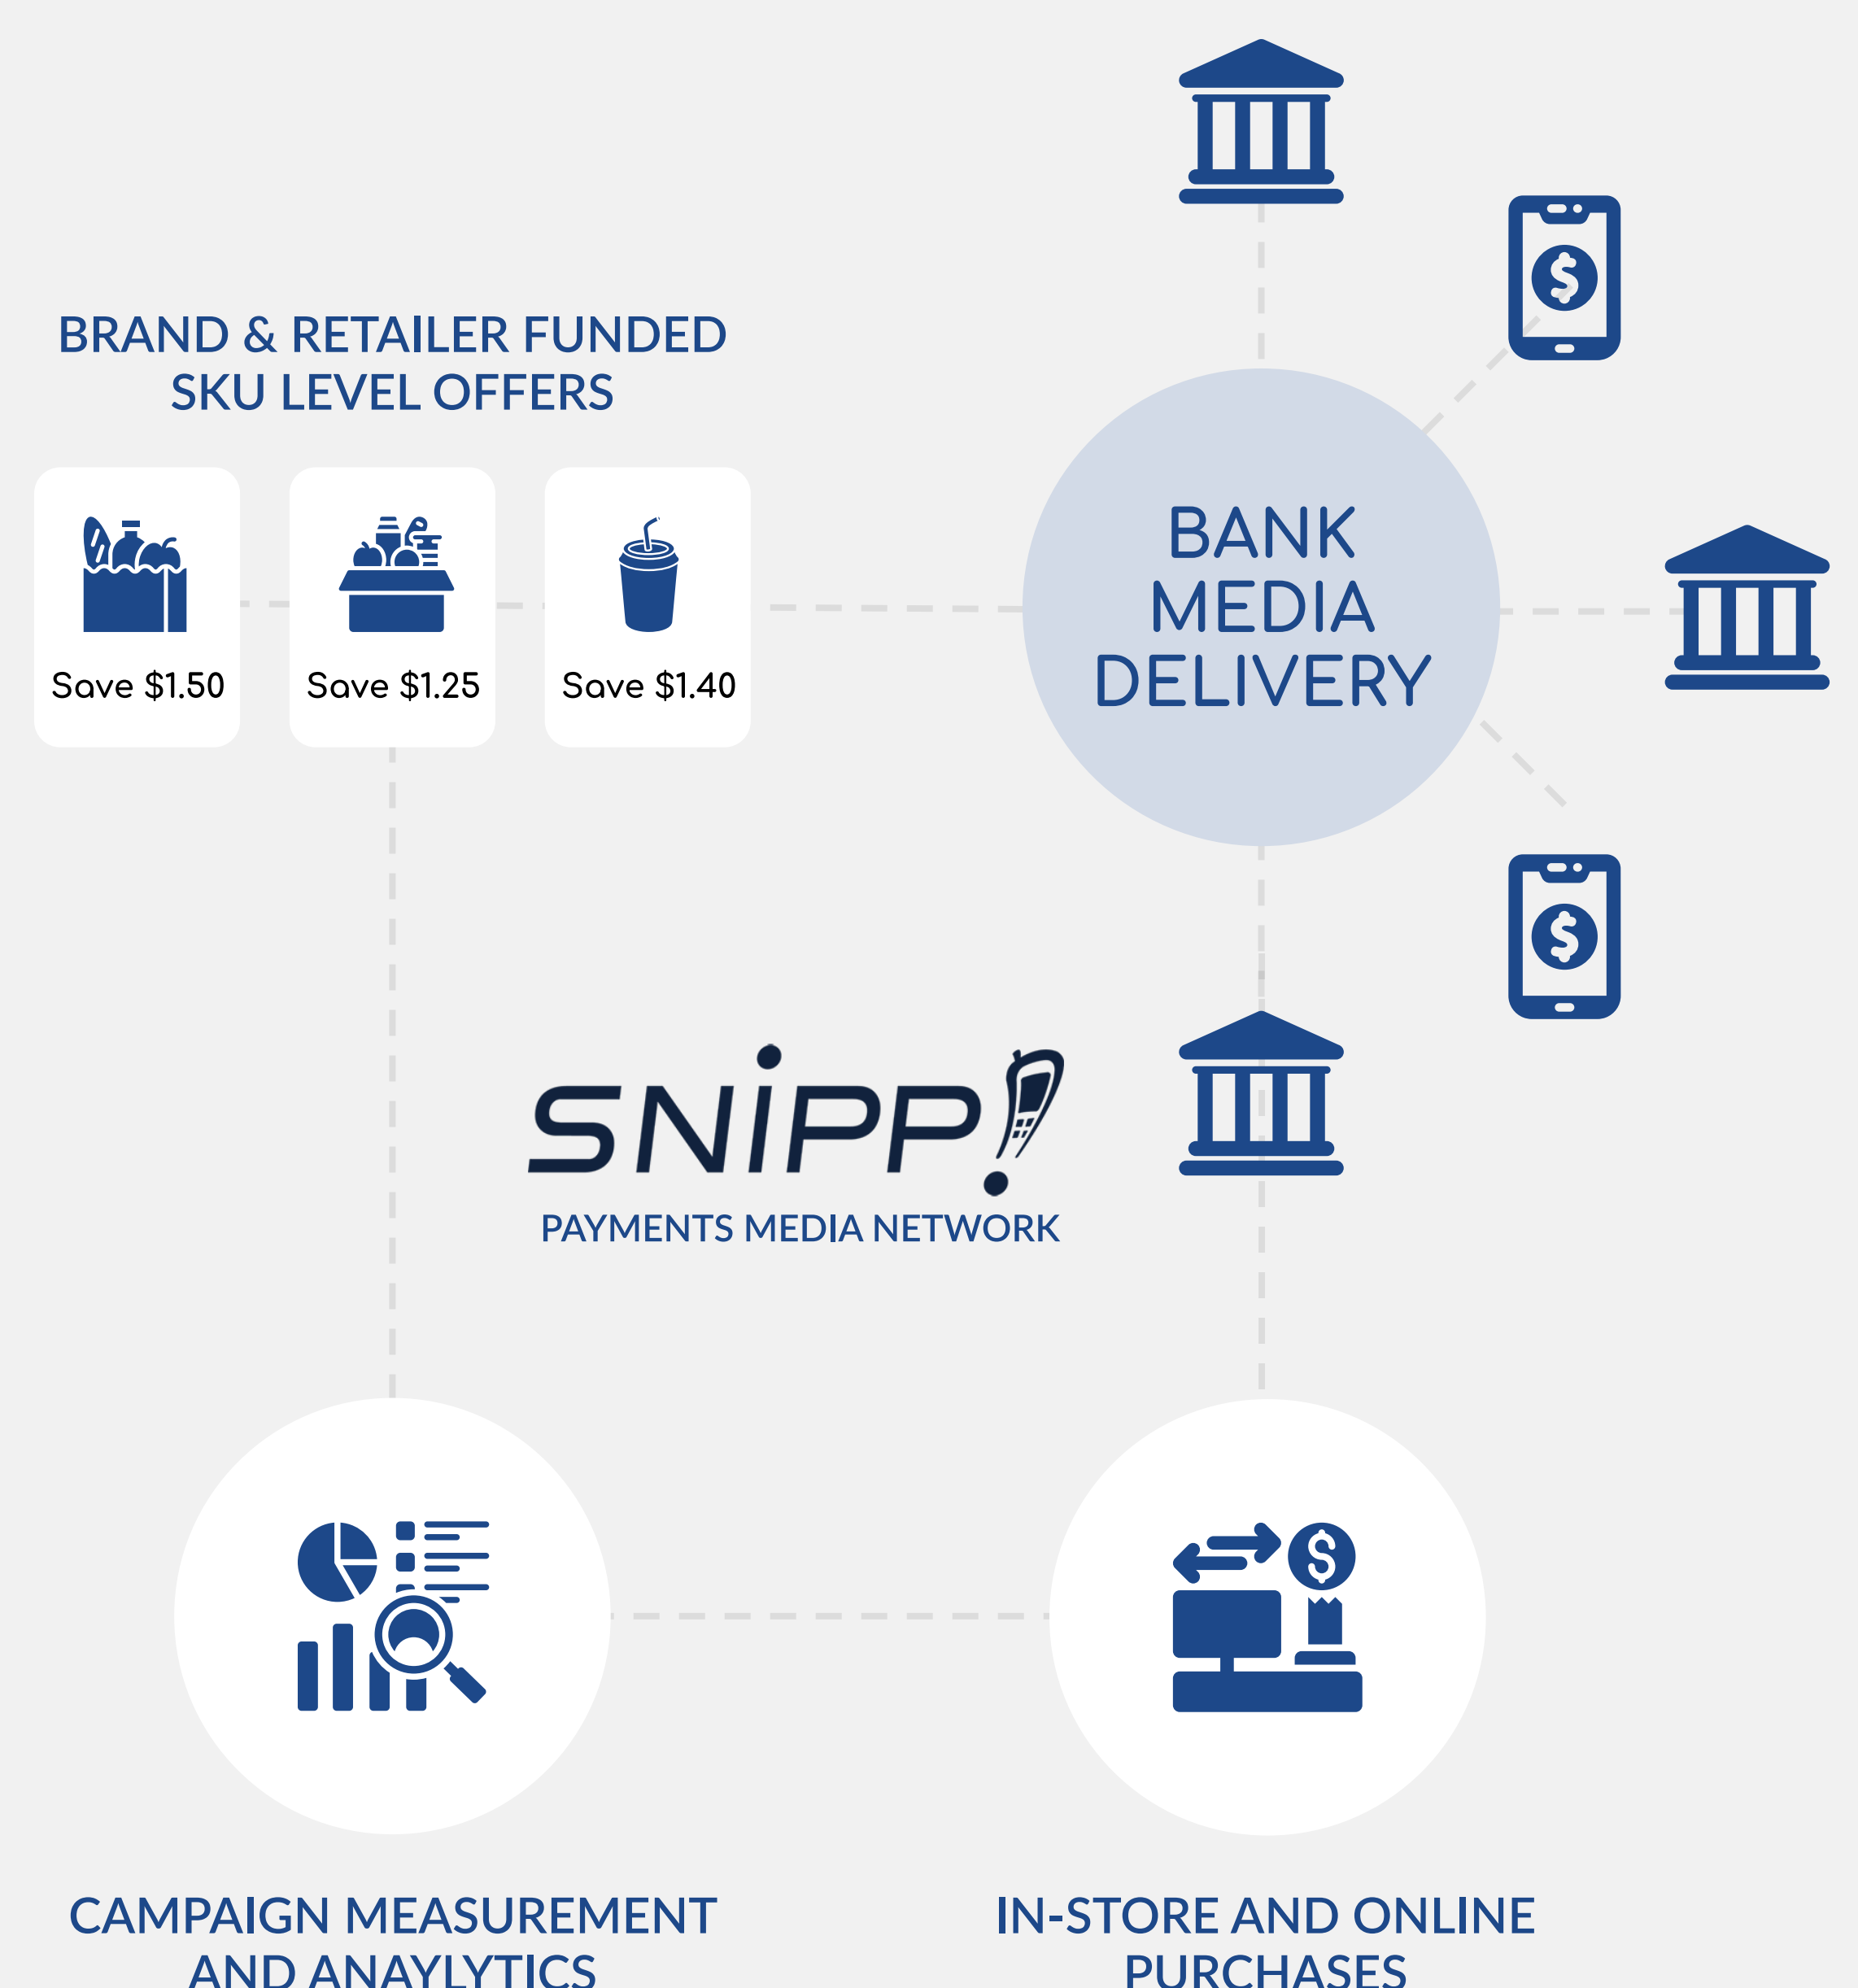 BRAND & RETAILER FUNDED
SKU LEVEL OFFERS
Save $1.50
Save $1.25
Save $1.40
BANK
MEDIA
DELIVERY
SNIPP!
PAYMENTS MEDIA NETWORK
CAMPAIGN MEASUREMENT
AND ANAYLYTICS
IN-STORE AND ONLINE
PURCHASES